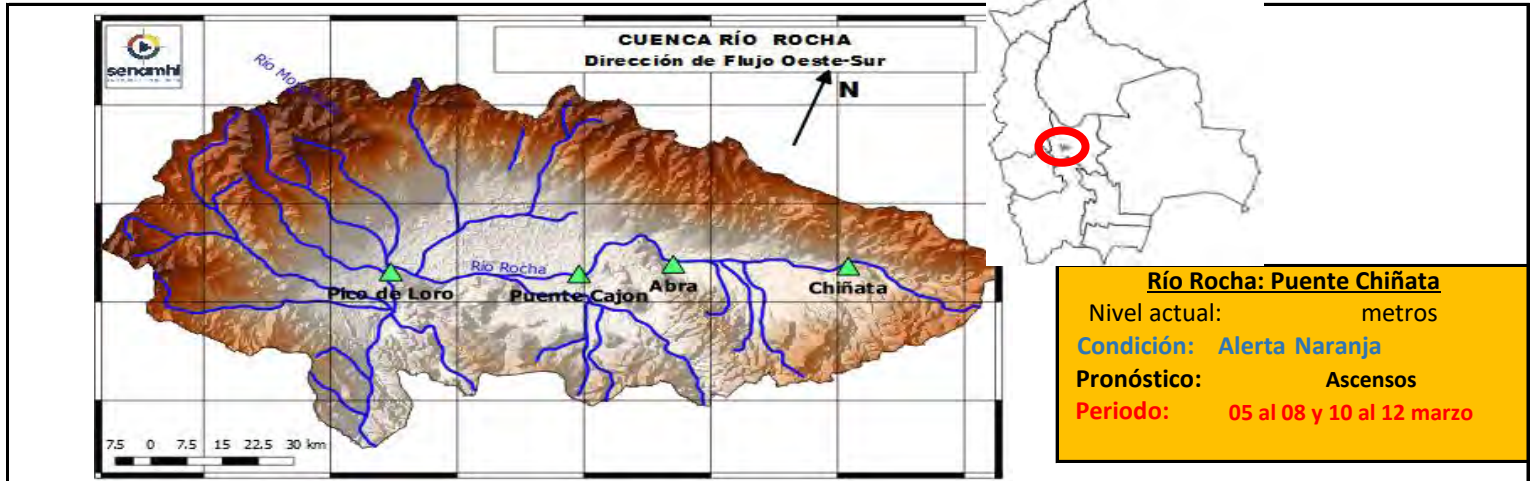 senamhi
CUENCA RÍO ROCHA
Dirección de Flujo Oeste-Sur
N
Río Rocha
Pico de Loro
Puente Cajon
Abra
Chiñata
7.5 0 7.5 15 22.5 30 km
Río Rocha: Puente Chiñata
Nivel actual: metros
Condición: Alerta Naranja
Pronóstico: Ascensos
Periodo: 05 al 08 y 10 al 12 marzo